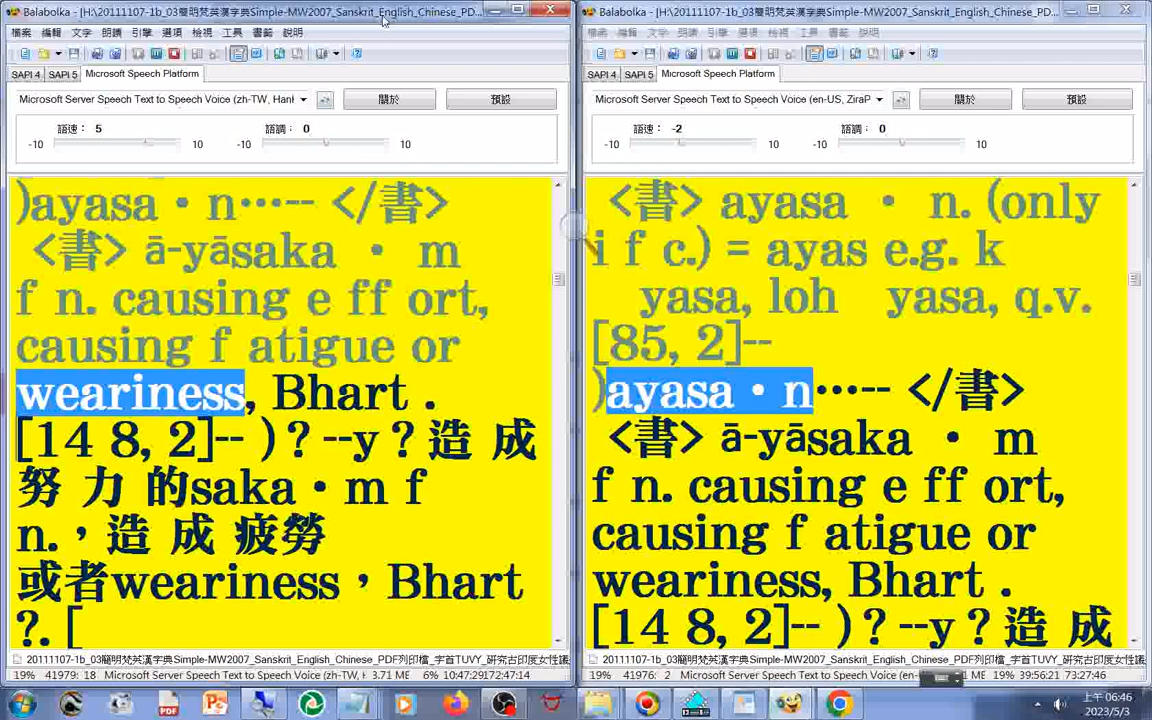 Balabolka - [H:\20111107-1b_03簡明梵英漢字典Simple-MW2007_Sanskrit_English_Chinese_PD...
檔案 編輯 文字 朗讀 引擎 選項 檢視 工具 書籤 說明
SAPI 4 SAPI 5 Microsoft Speech Platform
Microsoft Server Speech Text to Speech Voice (zh-TW, Hanl
關於 預設
語速： 5 語調： 0
-10 10 -10 10
)ayasa・n…-- </書>
<書> ā-yāsaka ・ m
f n. causing e ff ort,
causing f atigue or
weariness, Bhart .
[14 8, 2]-- )? --y？造 成
努 力 的saka・m f
n.，造 成 疲勞
或者weariness，Bhart
?. [
20111107-1b_03簡明梵英漢字典Simple-MW2007_Sanskrit_English_Chinese_PDF列印檔_字首TUVY_研究古印度女性議
19% 41979: 18 Microsoft Server Speech Text to Speech Voice (zh-TW, H 3.71 ME 6% 10:47:29172:47:14
Balabolka - [H:\20111107-1b_03簡明梵英漢字典Simple-MW2007_Sanskrit_English_Chinese_PD...
檔案 編輯 文字 朗讀 引擎 選項 檢視 工具 書籤 說明
SAPI 4 SAPI 5 Microsoft Speech Platform
Microsoft Server Speech Text to Speech Voice (en-US, ZiraP
關於 預設
語速： -2 語調： 0
-10 10 -10 10
<書> ayasa ・ n. (only
i f c.) = ayas e.g. k
yasa, loh yasa, q.v.
[85, 2]--
)ayasa・n…-- </書>
<書> ā-yāsaka ・ m
f n. causing e ff ort,
causing f atigue or
weariness, Bhart .
[14 8, 2]-- )? --y？造 成
20111107-1b_03簡明梵英漢字典Simple-MW2007_Sanskrit_English_Chinese_PDF列印檔_字首TUVY_研究古印度女性議
19% 41976: 2 Microsoft Server Speech Text to Speech Voice (en-US, ZiraP 19% 39:56:21 73:27:46
上午 06:46
2023/5/3